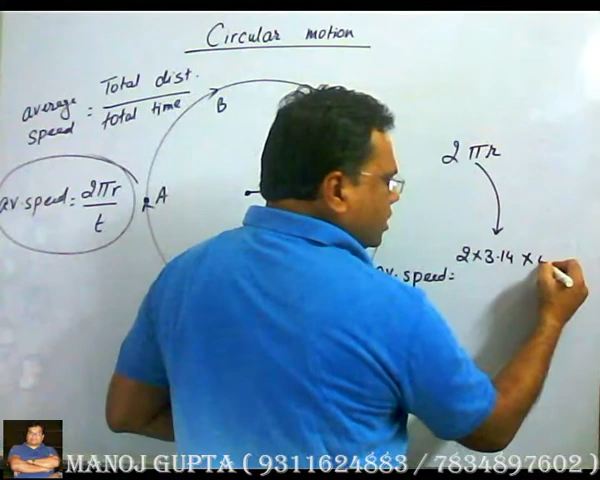 Circular motion
average speed = Total dist. / total time
B
A
av. speed = 2πr / t
2πr
av. speed = 2×3.14×
MANOJ GUPTA ( 9311624883 / 7834897602 )